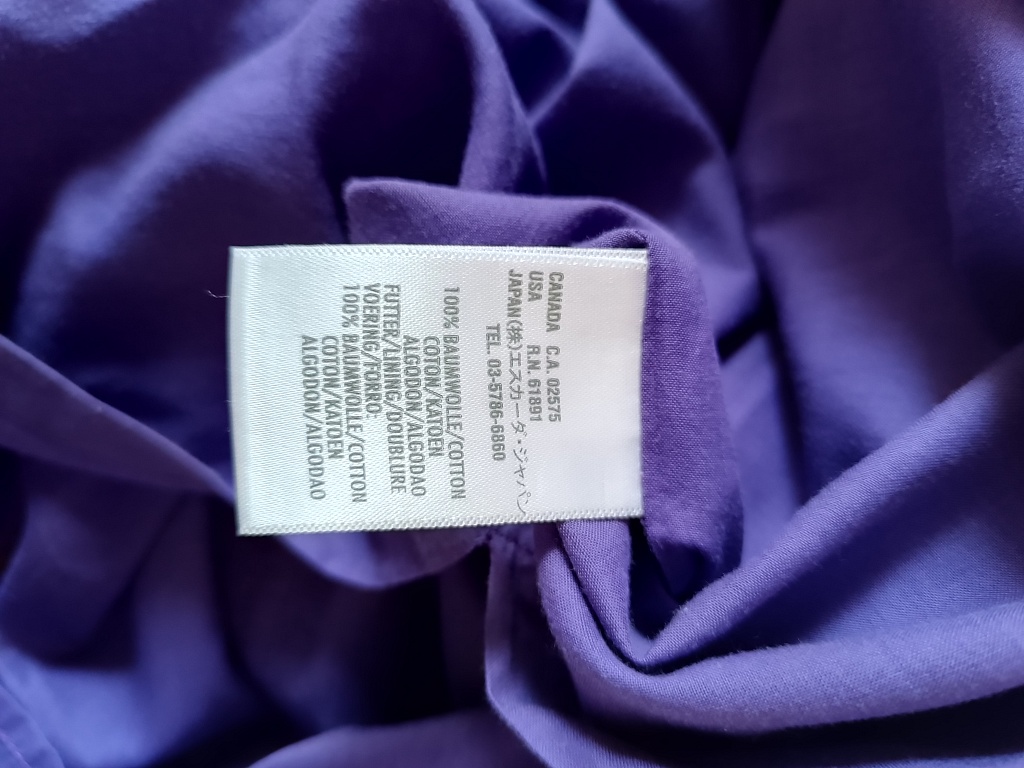 CANADA C.A. 02575
USA R.N. 61891
JAPAN(株)エスカーダ・ジャパン
TEL. 03-5786-6860
100% BAUMWOLLE/COTTON
COTON/KATOEN
ALGODON/ALGODAO
FUTTER/LINING/DOUBLURE
VOERING/FORRO:
100% BAUMWOLLE/COTTON
COTON/KATOEN
ALGODON/ALGODAO